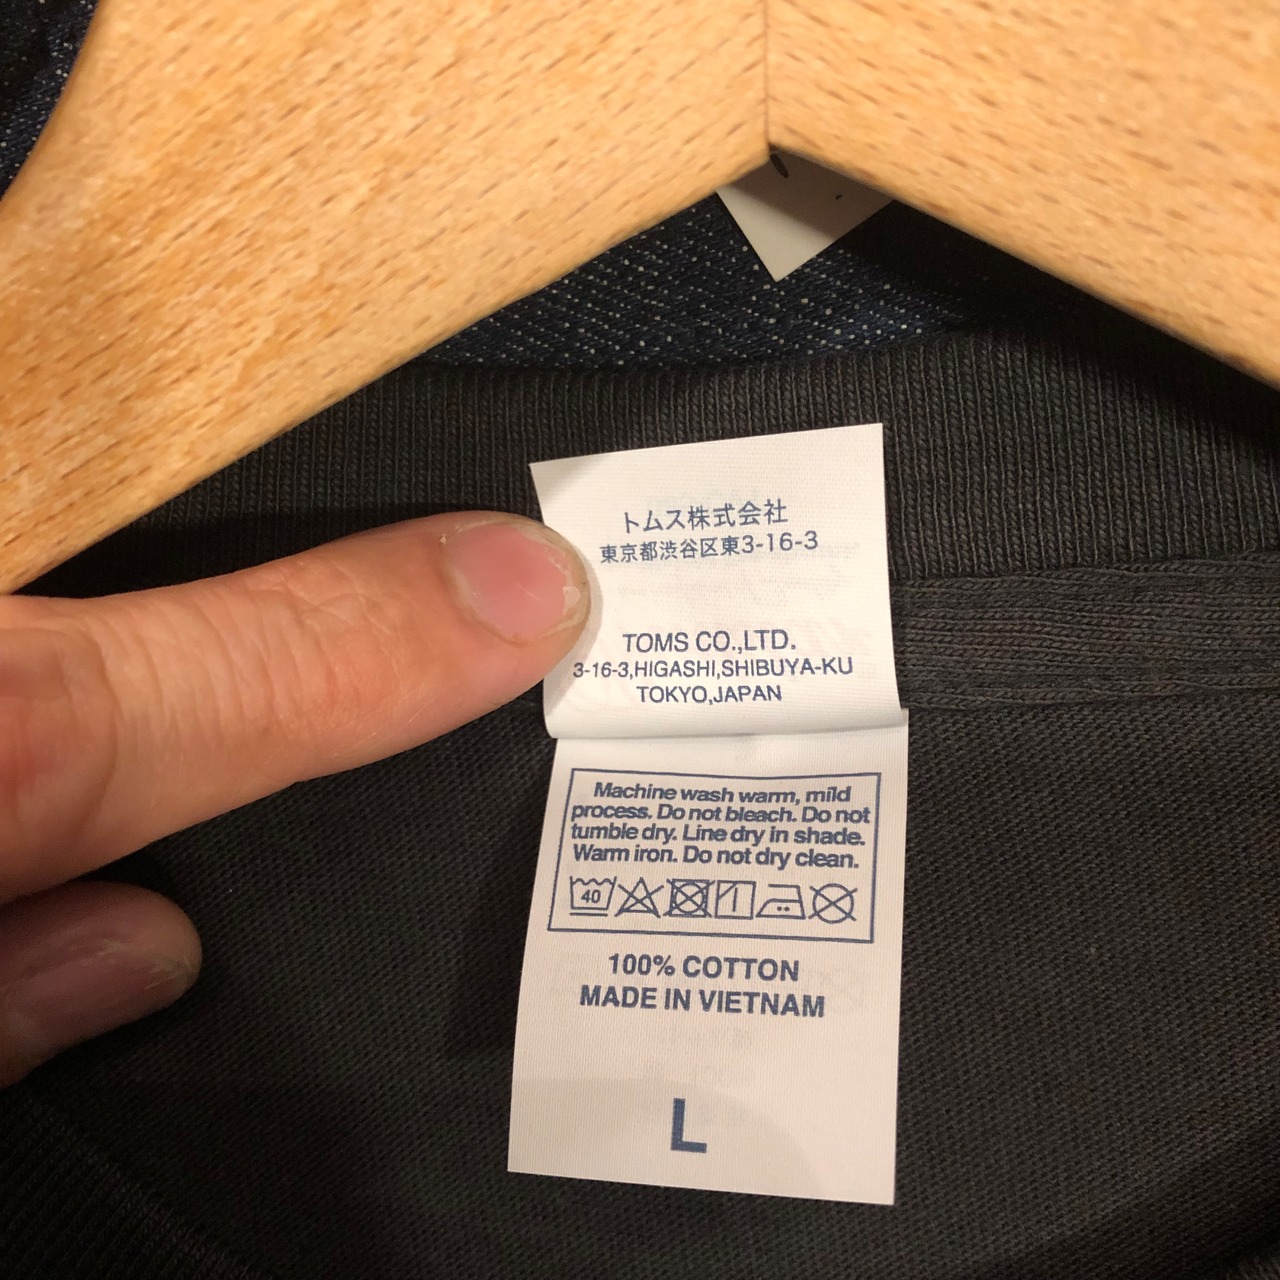 トムス株式会社
東京都渋谷区東3-16-3
TOMS CO.,LTD.
3-16-3,HIGASHI,SHIBUYA-KU
TOKYO,JAPAN
Machine wash warm, mild
process. Do not bleach. Do not
tumble dry. Line dry in shade.
Warm iron. Do not dry clean.
40
100% COTTON
MADE IN VIETNAM
L